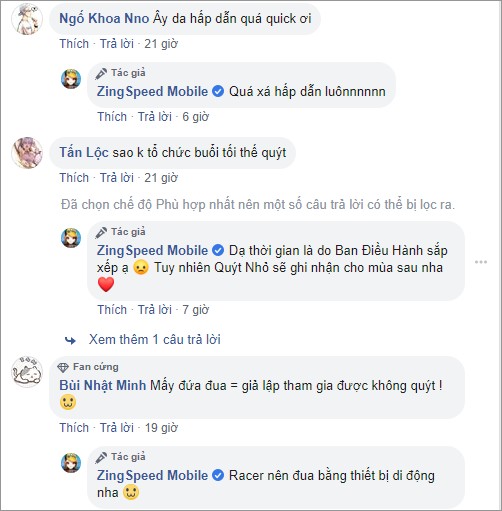 Ngố Khoa Nno Ây da hấp dẫn quá quick ơi
Thích · Trả lời · 21 giờ
Tác giả
ZingSpeed Mobile Quá xá hấp dẫn luônnnnnn
Thích · Trả lời · 6 giờ
Tấn Lộc sao k tổ chức buổi tối thế quýt
Thích · Trả lời · 21 giờ
Đã chọn chế độ Phù hợp nhất nên một số câu trả lời có thể bị lọc ra.
Tác giả
ZingSpeed Mobile Dạ thời gian là do Ban Điều Hành sắp
xếp ạ 😦 Tuy nhiên Quýt Nhỏ sẽ ghi nhận cho mùa sau nha
❤️
Thích · Trả lời · 7 giờ
Xem thêm 1 câu trả lời
Fan cứng
Bùi Nhật Minh Mấy đứa đua = giả lập tham gia được không quýt !
Thích · Trả lời · 19 giờ
Tác giả
ZingSpeed Mobile Racer nên đua bằng thiết bị di động
nha